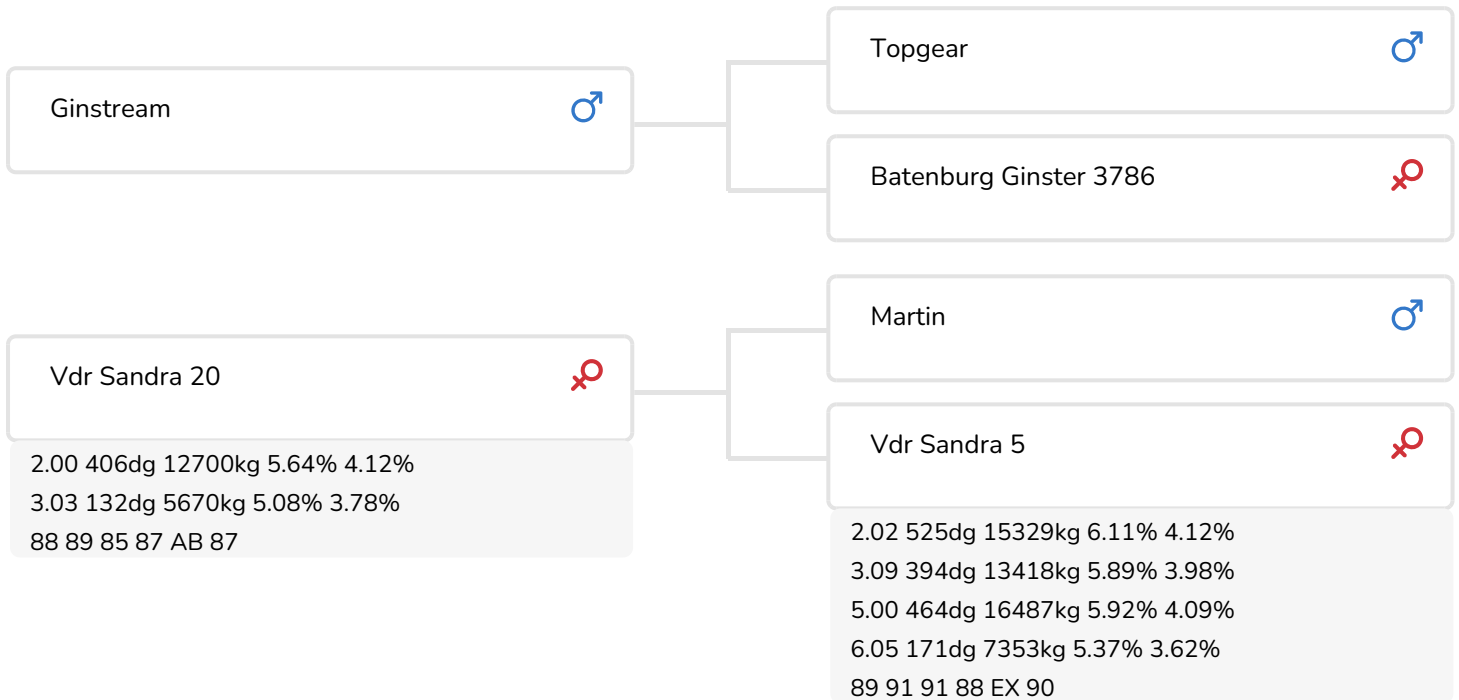 Ginstream
Topgear
Batenburg Ginster 3786
Vdr Sandra 20
2.00 406dg 12700kg 5.64% 4.12%
3.03 132dg 5670kg 5.08% 3.78%
88 89 85 87 AB 87
Martin
Vdr Sandra 5
2.02 525dg 15329kg 6.11% 4.12%
3.09 394dg 13418kg 5.89% 3.98%
5.00 464dg 16487kg 5.92% 4.09%
6.05 171dg 7353kg 5.37% 3.62%
89 91 91 88 EX 90